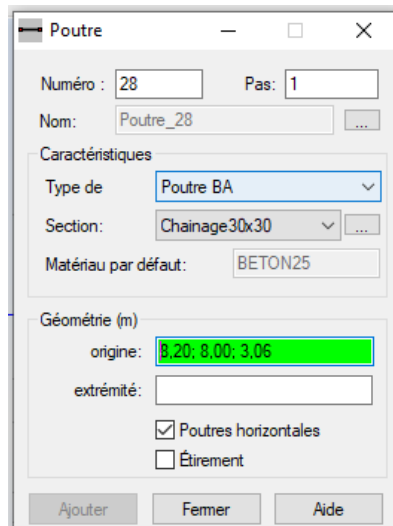 Poutre
Numéro : 28 Pas: 1
Nom: Poutre_28 ...
Caractéristiques
Type de Poutre BA
Section: Chainage30x30 ...
Matériau par défaut: BETON25
Géométrie (m)
origine: 8,20; 8,00; 3,06
extrémité:
Poutres horizontales
Étirement
Ajouter Fermer Aide